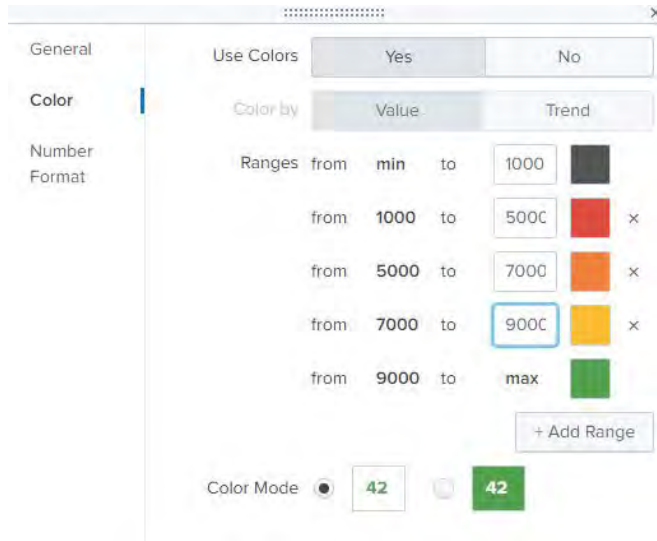 General
Color
Number
Format
Use Colors Yes No
Color by Value Trend
Ranges from min to 1000
from 1000 to 5000 ×
from 5000 to 7000 ×
from 7000 to 9000 ×
from 9000 to max
+ Add Range
Color Mode 42 42